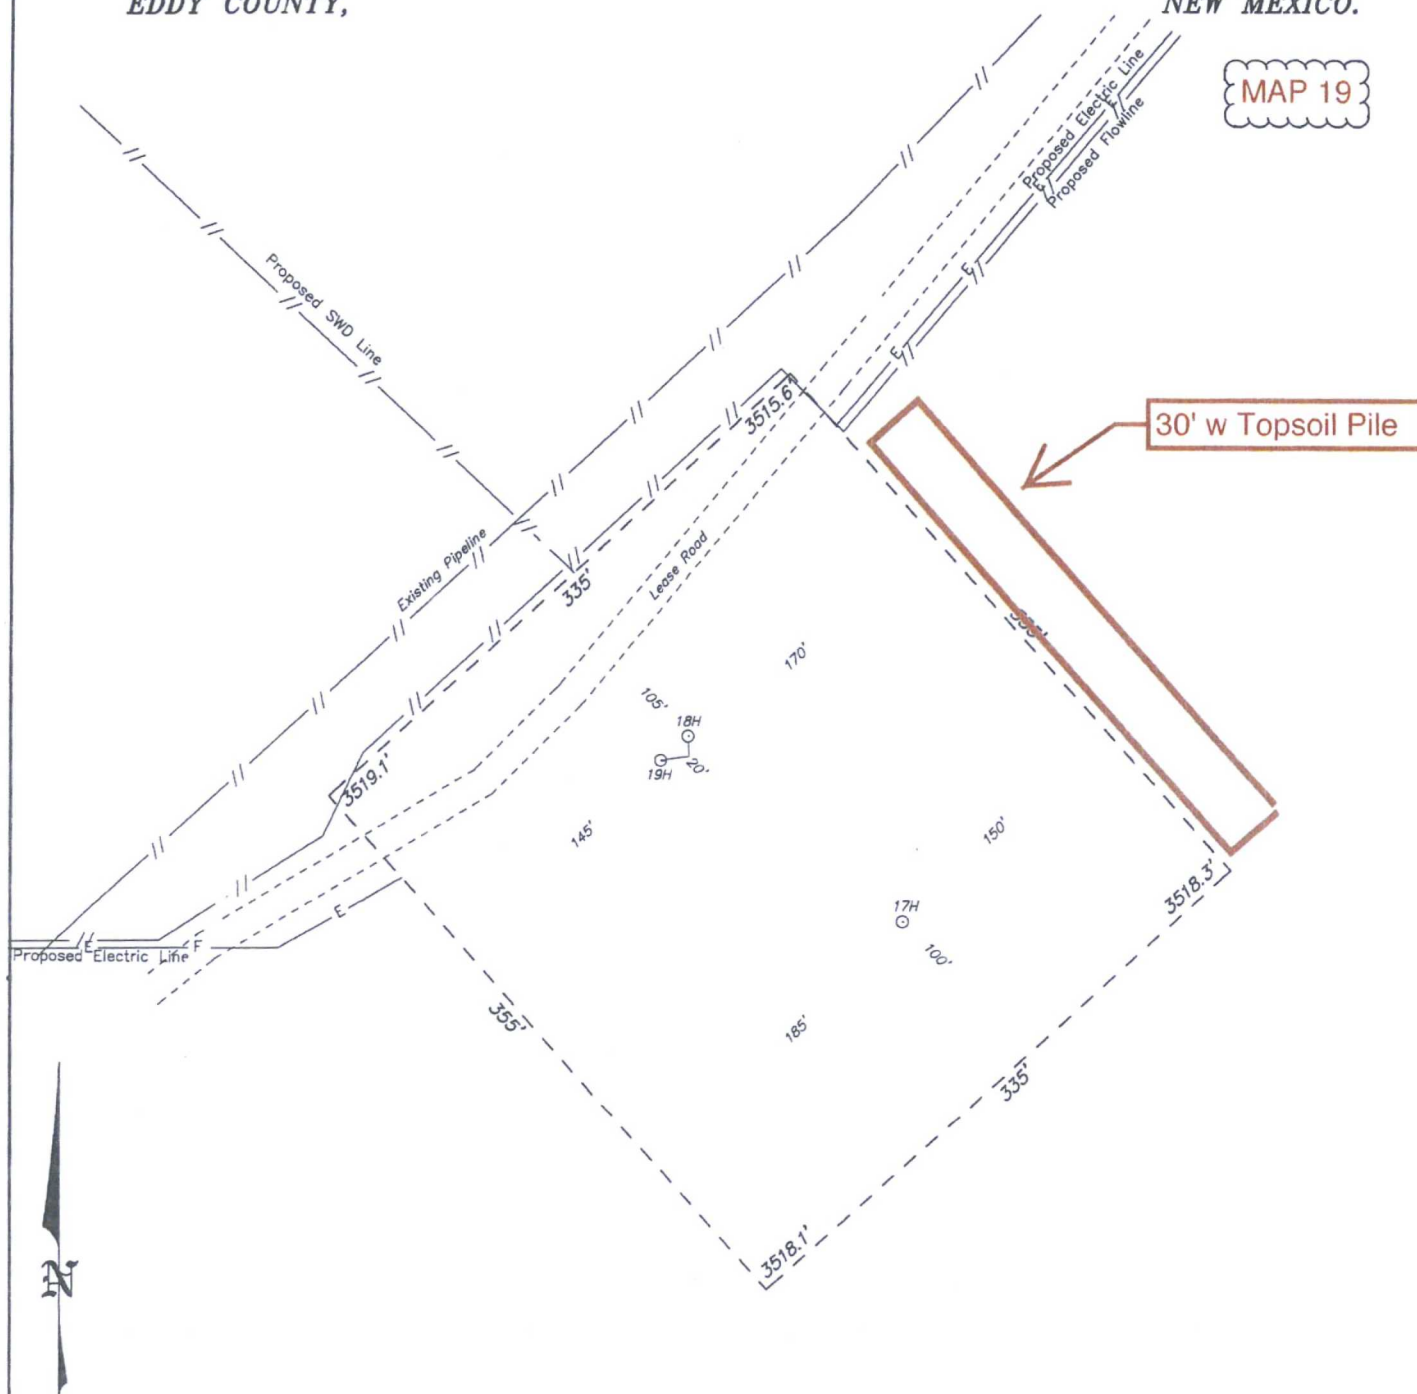 EDDY COUNTY,
NEW MEXICO.
MAP 19
Proposed Electric Line
E
Proposed Flowline
E
E
E
Proposed SWD Line
3515.6'
30' w Topsoil Pile
Existing Pipeline
335'
Lease Road
170'
105'
18H
19H
20'
3519.1'
145'
150'
3518.3'
17H
100'
E
E
F
Proposed Electric Line
355'
185'
335'
3518.1'
N